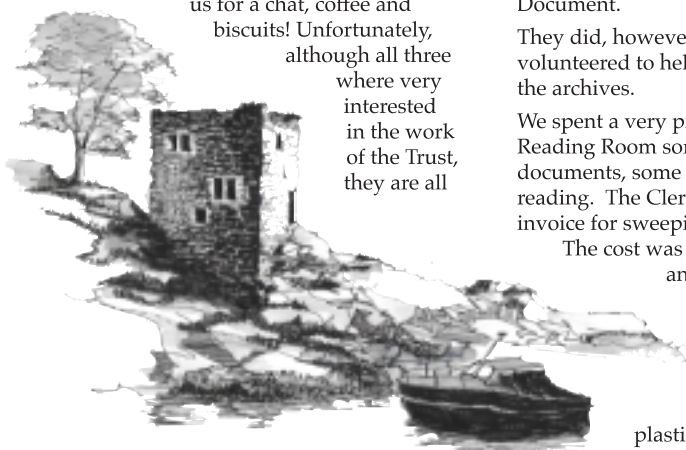 us for a chat, coffee and
biscuits! Unfortunately,
although all three
where very
interested
in the work
of the Trust,
they are all
Document.
They did, howeve
volunteered to hel
the archives.
We spent a very p
Reading Room sor
documents, some
reading. The Cler
invoice for sweepi
The cost was
an
plasti